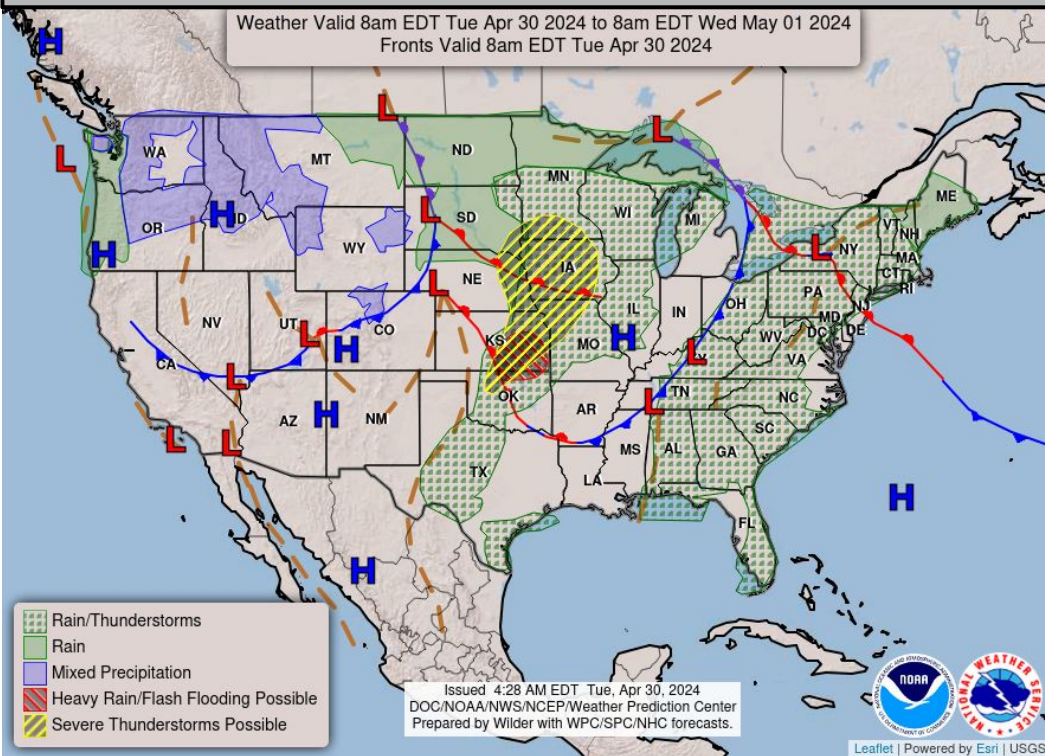 Weather Valid 8am EDT Tue Apr 30 2024 to 8am EDT Wed May 01 2024
Fronts Valid 8am EDT Tue Apr 30 2024
H
L
L
WA
MT
ND
MN
ME
L
H
ID
OR
L
SD
WI
MI
VT
NH
L
NY
MA
CT
RI
H
WY
IA
L
NE
PA
NJ
NV
UT
L
H
CO
KS
IL
H
MO
IN
OH
L
WV
MD
DC
DE
VA
CA
L
AZ
H
NM
OK
AR
L
TN
NC
SC
L
L
TX
LA
MS
AL
GA
FL
H
H
Rain/Thunderstorms
Rain
Mixed Precipitation
Heavy Rain/Flash Flooding Possible
Severe Thunderstorms Possible
Issued 4:28 AM EDT Tue, Apr 30, 2024
DOC/NOAA/NWS/NCEP/Weather Prediction Center
Prepared by Wilder with WPC/SPC/NHC forecasts.
NOAA
NATIONAL WEATHER SERVICE
Leaflet | Powered by Esri | USGS